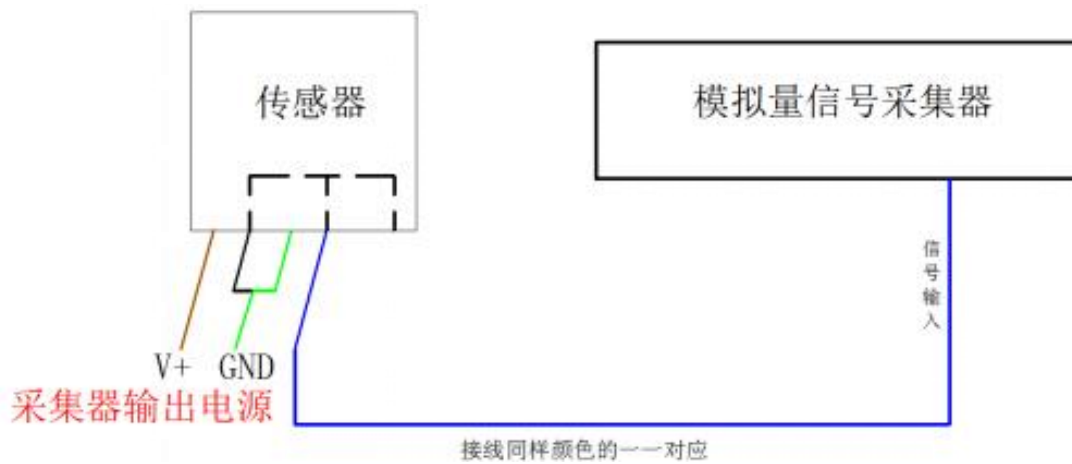 传感器
模拟量信号采集器
信号输入
V+ GND
采集器输出电源
接线同样颜色的一一对应